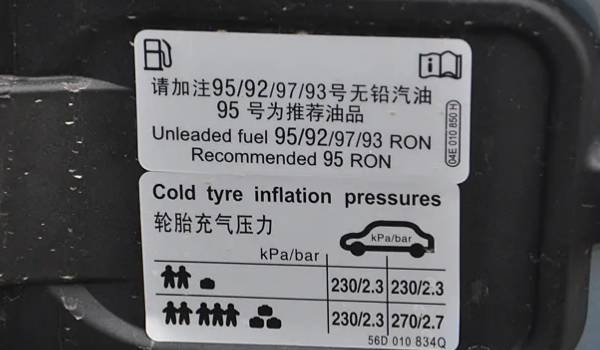 请加注95/92/97/93号无铅汽油
95 号为推荐油品
Unleaded fuel 95/92/97/93 RON
Recommended 95 RON
04E 010 850 H
Cold tyre inflation pressures
轮胎充气压力
kPa/bar
kPa/bar
230/2.3 230/2.3
230/2.3 270/2.7
56D 010 834Q